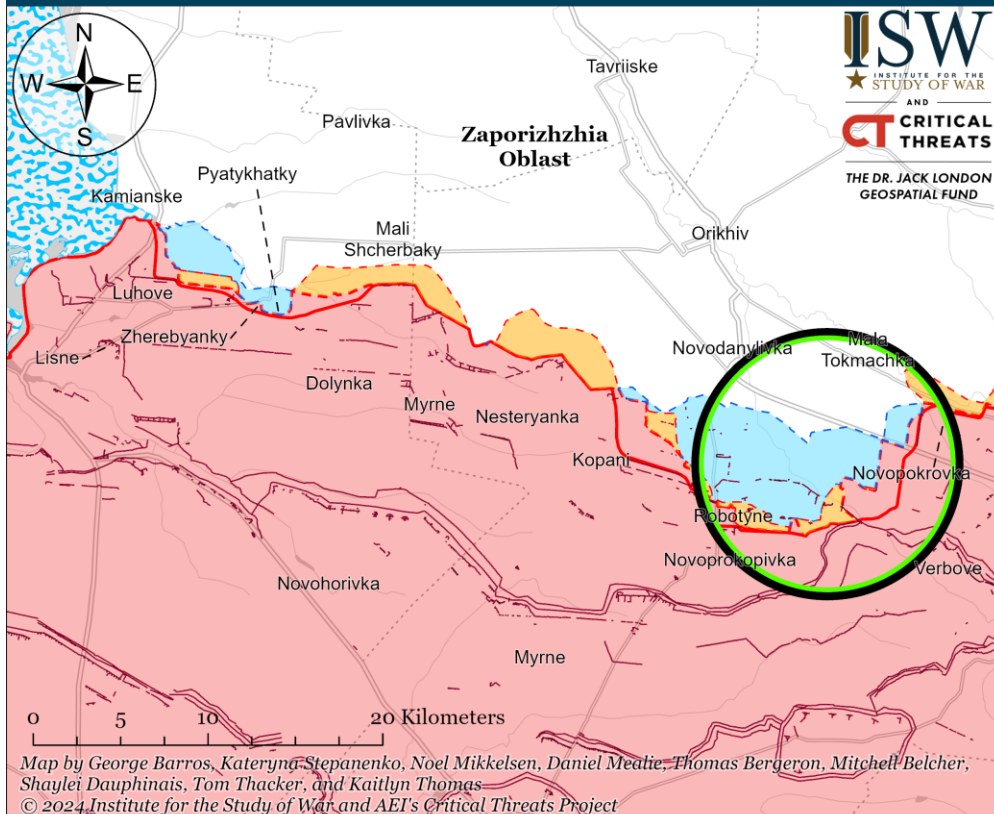 N
W E
S
ISW
INSTITUTE FOR THE
STUDY OF WAR
AND
CT CRITICAL
THREATS
THE DR. JACK LONDON
GEOSPATIAL FUND
Tavriiske
Pavlivka
Zaporizhzhia
Oblast
Pyatykhatky
Kamianske
Mali
Shcherbaky
Orikhiv
Luhove
Zherebyanky
Lisne
Novodanylivka
Mala
Tokmachka
Dolynka
Myrne
Nesteryanka
Kopani
Novopokrovka
Robotyne
Novoprokopivka
Verbove
Novohorivka
Myrne
0 5 10 20 Kilometers
Map by George Barros, Kateryna Stepanenko, Noel Mikkelsen, Daniel Mealie, Thomas Bergeron, Mitchell Belcher,
Shaylei Dauphinais, Tom Thacker, and Kaitlyn Thomas
© 2024 Institute for the Study of War and AEI's Critical Threats Project